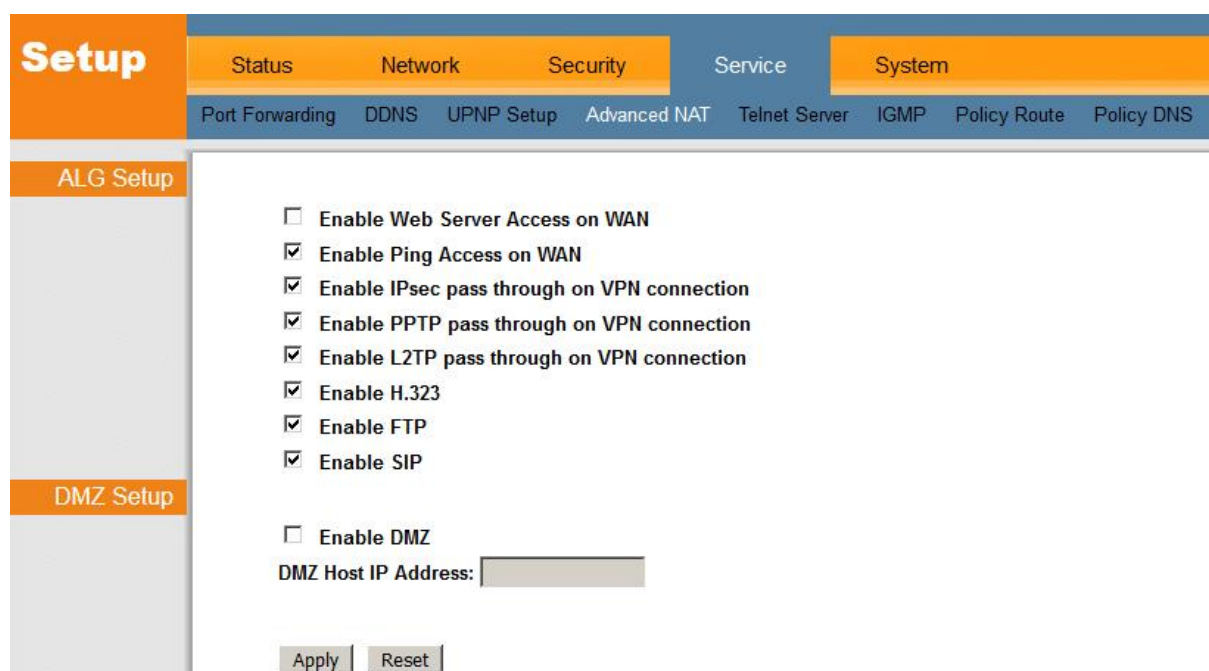 Setup
Status Network Security Service System
Port Forwarding DDNS UPNP Setup Advanced NAT Telnet Server IGMP Policy Route Policy DNS
ALG Setup
Enable Web Server Access on WAN
Enable Ping Access on WAN
Enable IPsec pass through on VPN connection
Enable PPTP pass through on VPN connection
Enable L2TP pass through on VPN connection
Enable H.323
Enable FTP
Enable SIP
DMZ Setup
Enable DMZ
DMZ Host IP Address:
Apply Reset